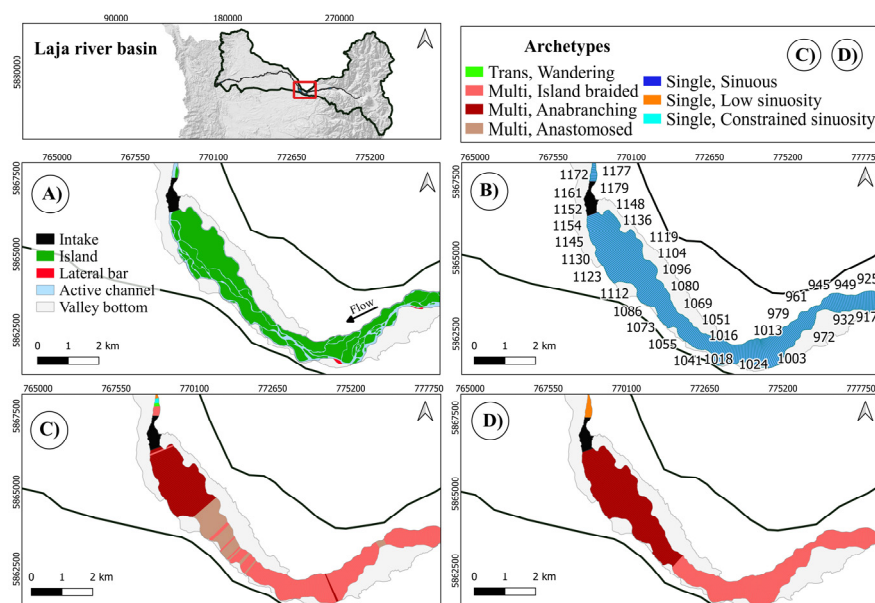 90000 180000 270000
Laja river basin
5880000
Archetypes
C) D)
Trans, Wandering
Multi, Island braided
Multi, Anabranching
Multi, Anastomosed
Single, Sinuous
Single, Low sinuosity
Single, Constrained sinuosity
765000 767550 770100 772650 775200
5867500
5865000
5862500
A)
Intake
Island
Lateral bar
Active channel
Valley bottom
Flow
0 1 2 km
765000 767550 770100 772650 775200 777750
5867500
5865000
5862500
B)
1172 1177
1161 1179
1152 1148
1154 1136
1145 1119
1130 1104
1123 1096
1112 1080
1086 1069
1073 1051
1055 1016
1041 1018 1024 1003
1013 979 961 945 949 925
972 932 917
0 1 2 km
765000 767550 770100 772650 775200 777750
5867500
5865000
5862500
C)
0 1 2 km
765000 767550 770100 772650 775200 777750
5867500
5865000
5862500
D)
0 1 2 km